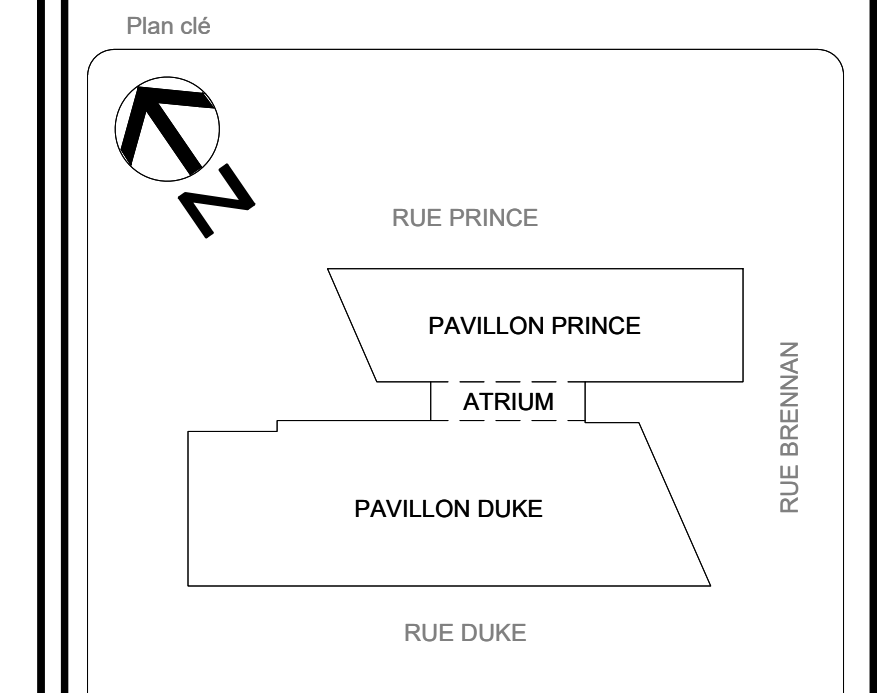 Plan clé
N
RUE PRINCE
PAVILLON PRINCE
RUE BRENNAN
ATRIUM
PAVILLON DUKE
RUE DUKE